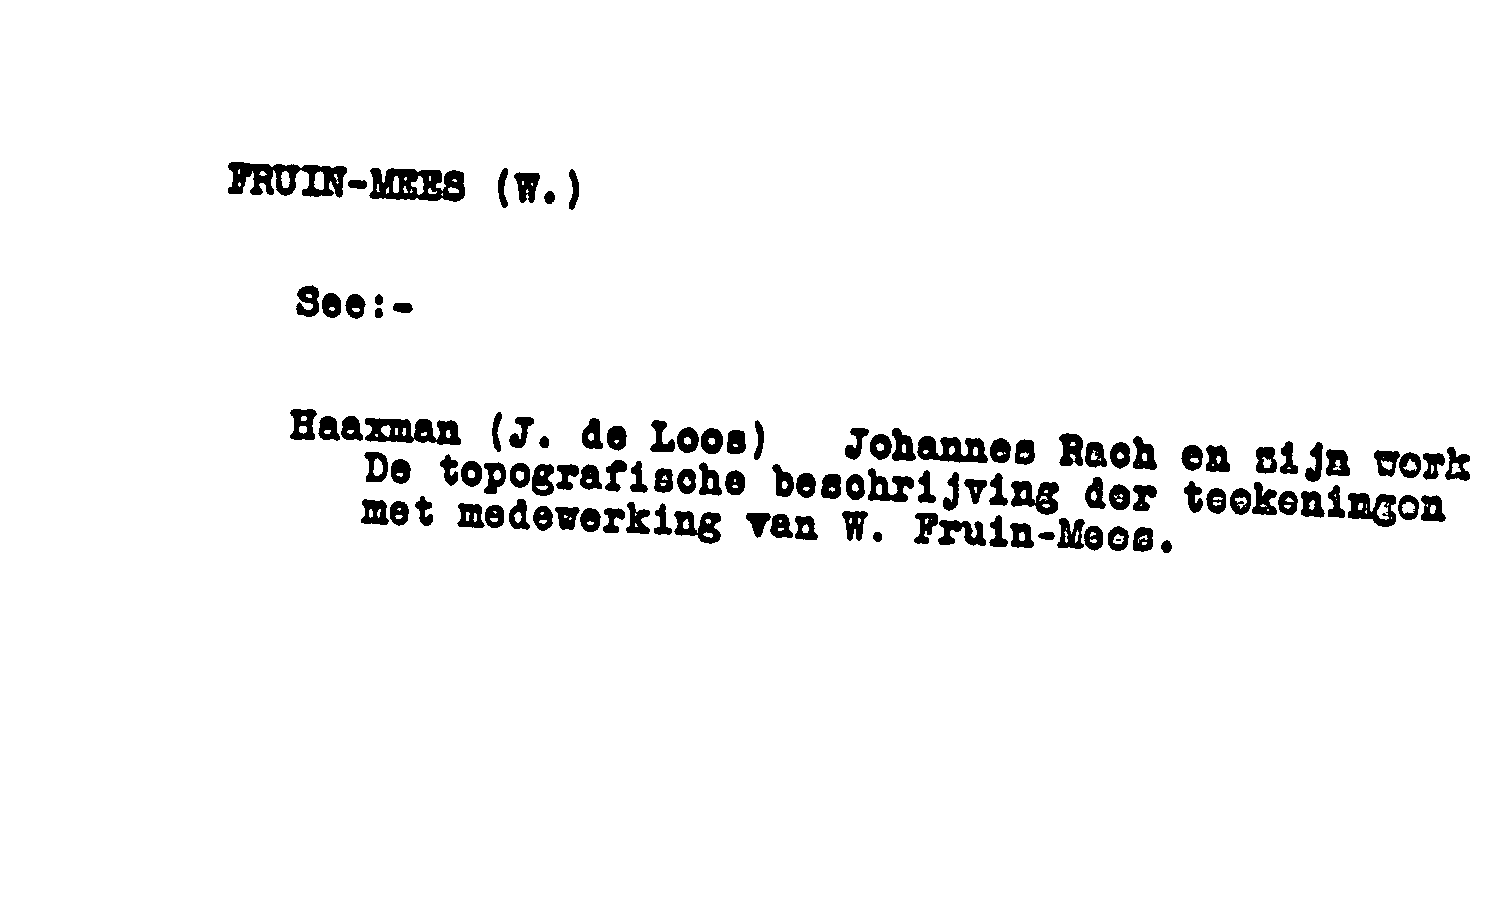 FRUIN-MEES (W.)
See:-
Haaxman (J. de Loos) Johannes Rach en zijn werk
De topografische beschrijving der teekeningen
met medewerking van W. Fruin-Mees.